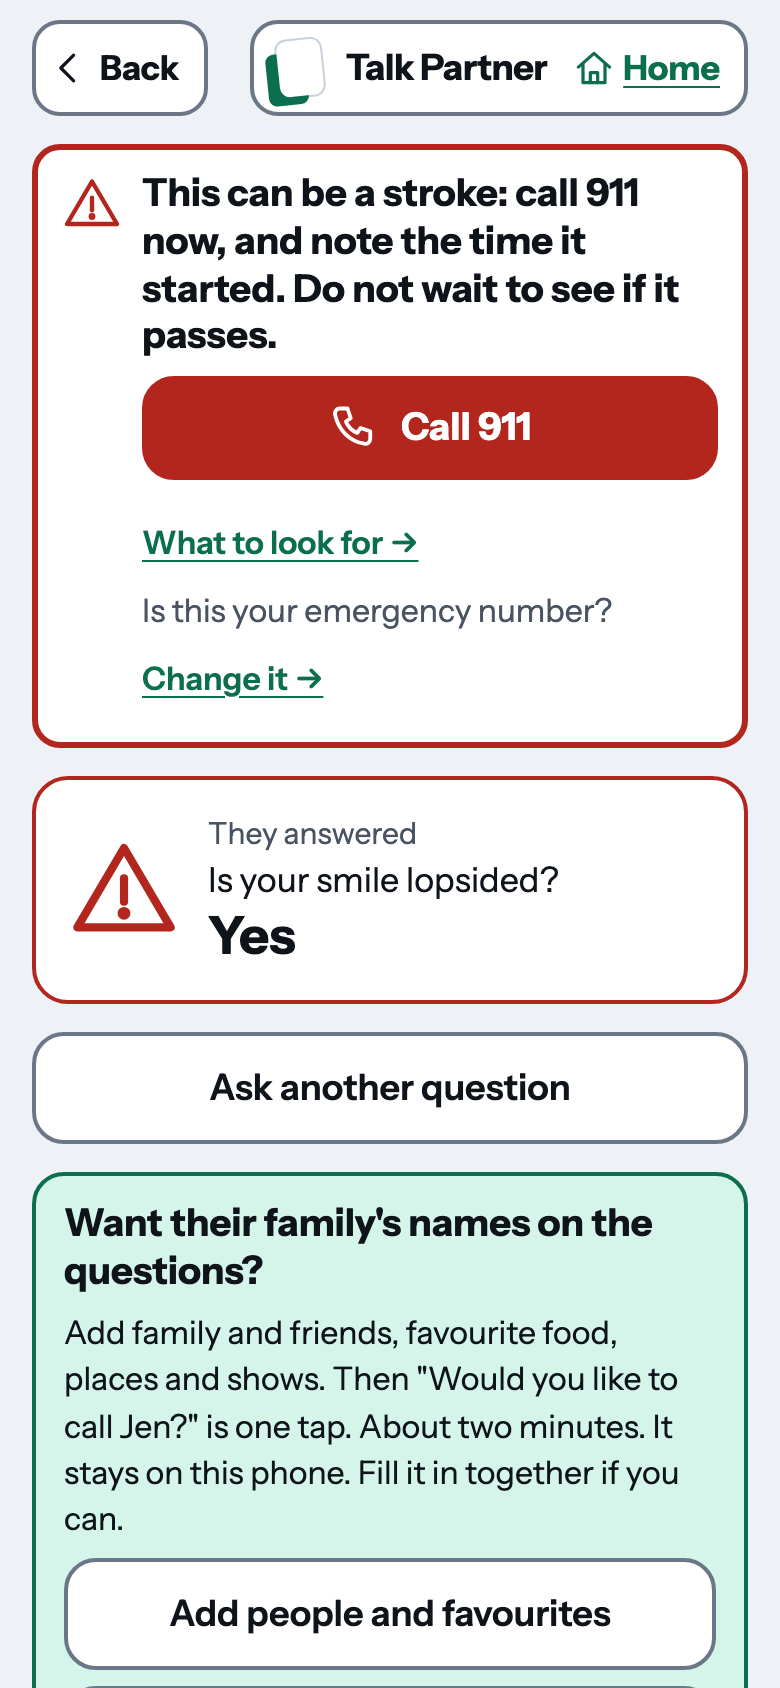 Back
Talk Partner
Home
This can be a stroke: call 911
now, and note the time it
started. Do not wait to see if it
passes.
Call 911
What to look for →
Is this your emergency number?
Change it →
They answered
Is your smile lopsided?
Yes
Ask another question
Want their family's names on the
questions?
Add family and friends, favourite food,
places and shows. Then "Would you like to
call Jen?" is one tap. About two minutes. It
stays on this phone. Fill it in together if you
can.
Add people and favourites